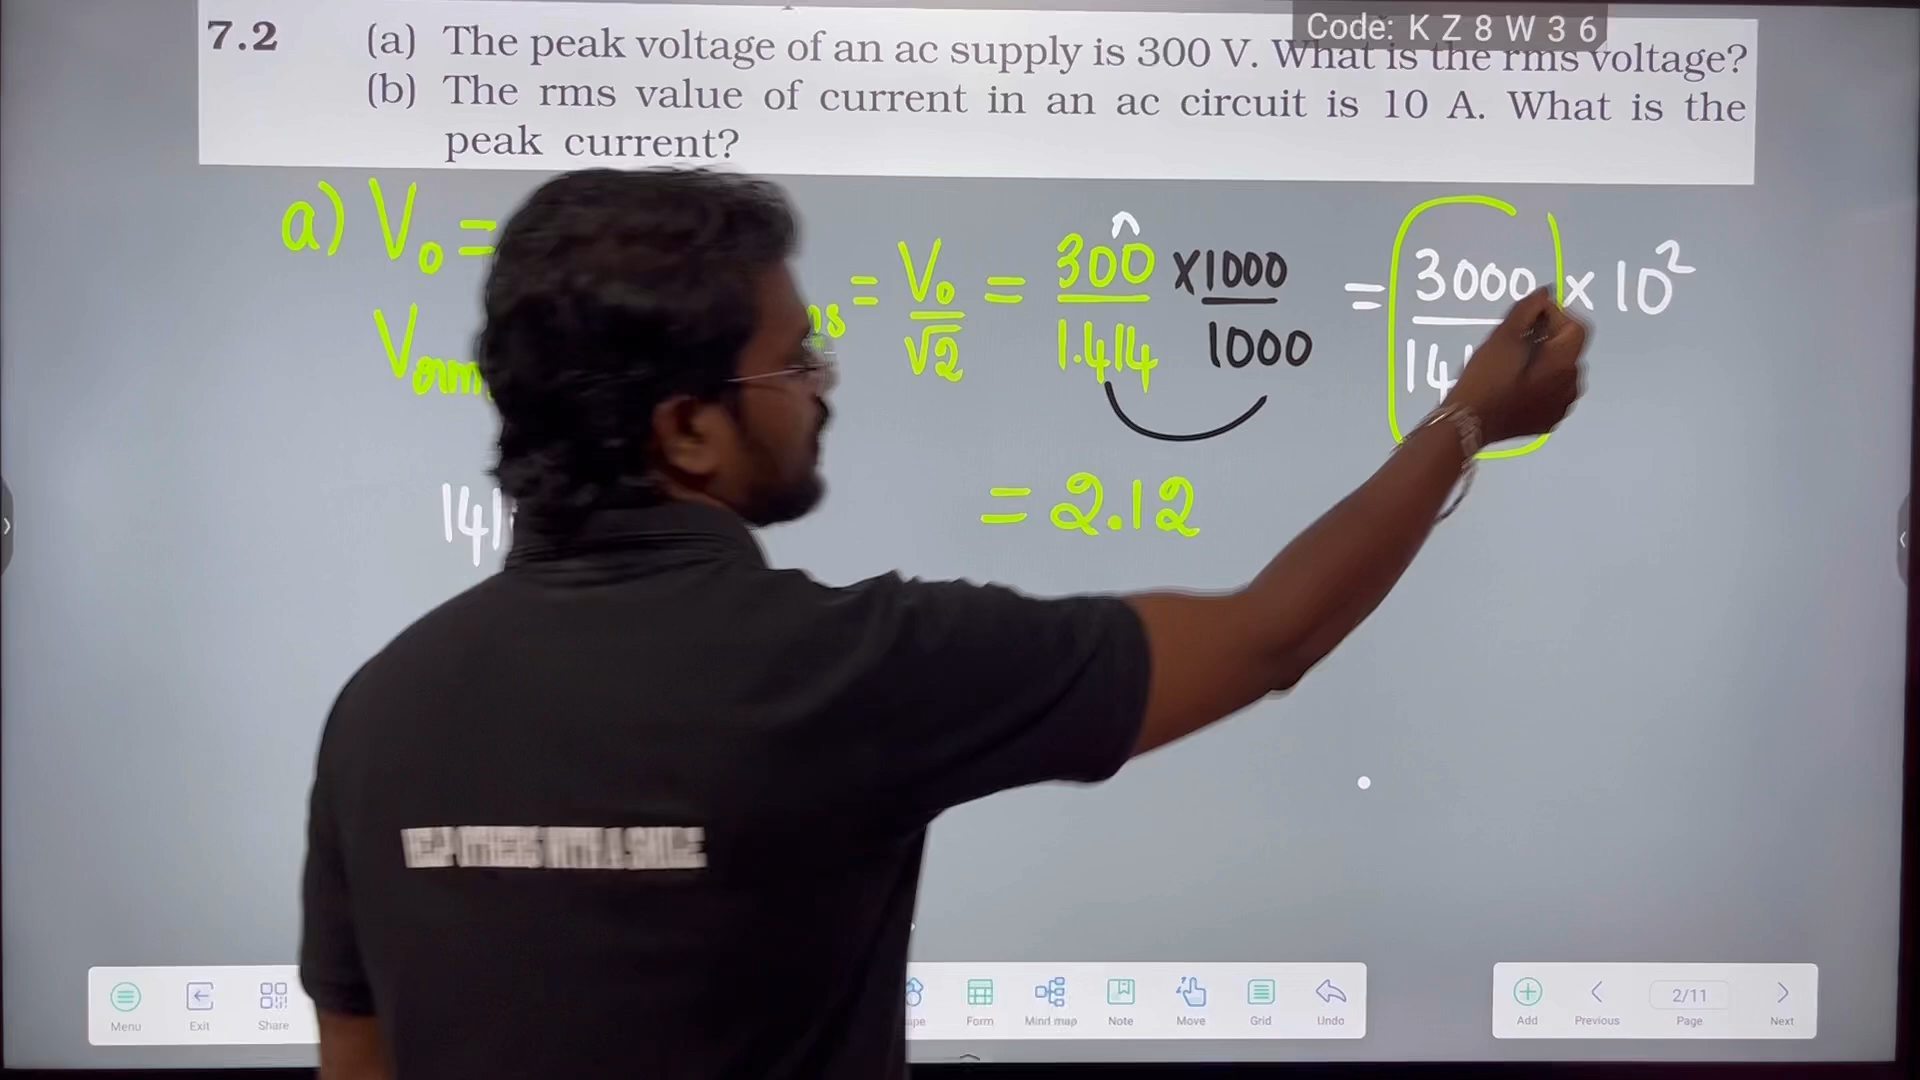 Code: K Z 8 W 3 6
7.2 (a) The peak voltage of an ac supply is 300 V. What is the rms voltage?
(b) The rms value of current in an ac circuit is 10 A. What is the
peak current?
a) V₀ =
= V₀/√2 = 300/1.414 × 1000/1000 = 3000/14 × 10²
Vrms
= 2.12
141
Menu Exit Share Form Mind map Note Move Grid Undo Add Previous 2/11 Page Next